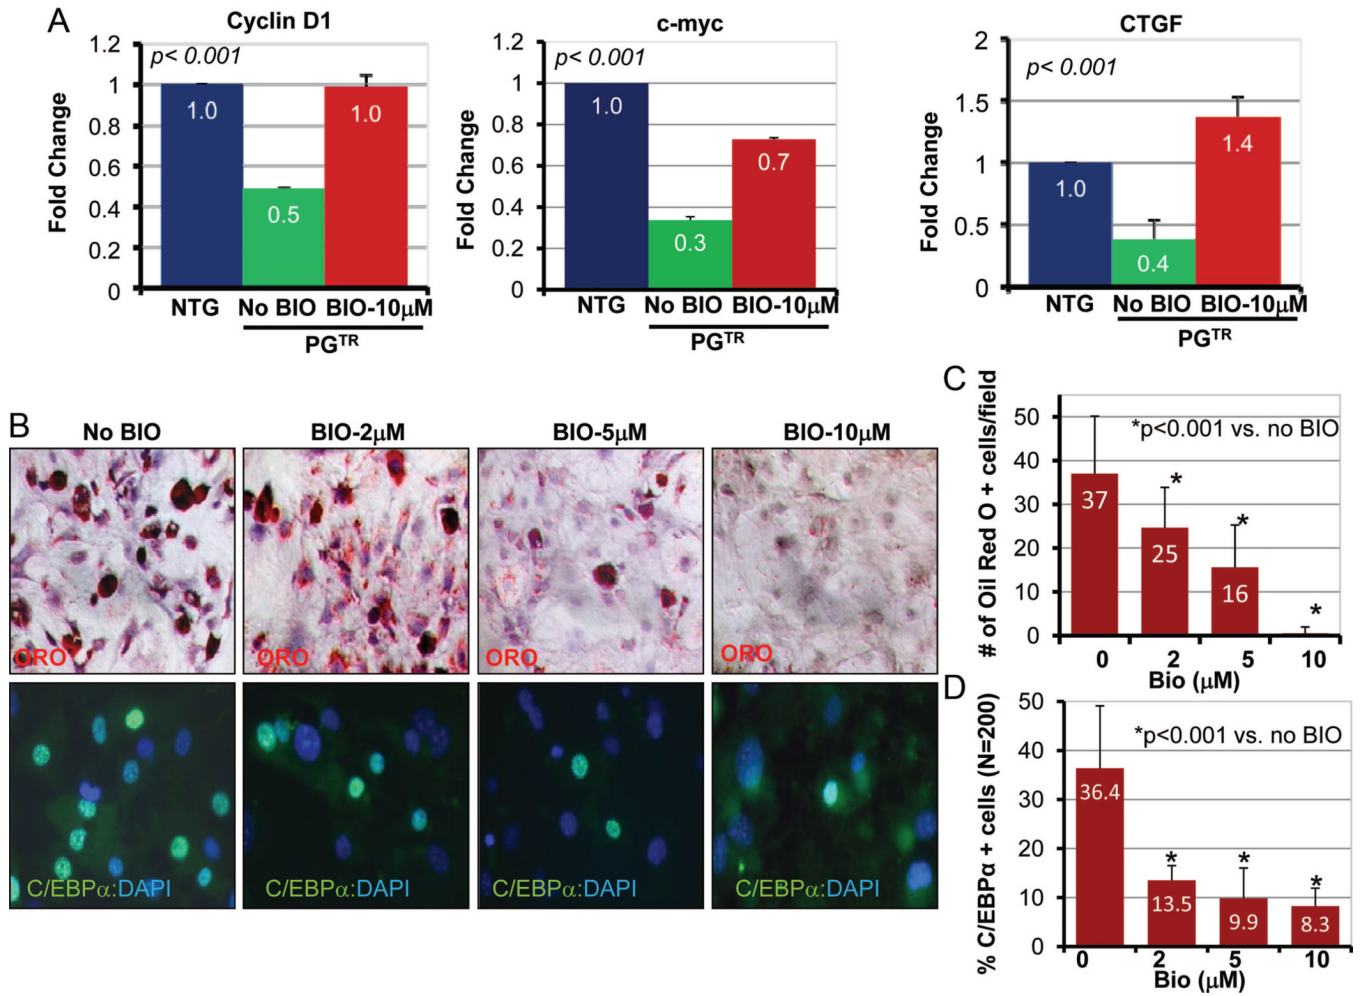 A
Cyclin D1
p< 0.001
Fold Change
1.2
1
0.8
0.6
0.4
0.2
0
1.0
0.5
1.0
NTG
No BIO
BIO-10μM
PGTR
c-myc
p< 0.001
Fold Change
1.2
1
0.8
0.6
0.4
0.2
0
1.0
0.3
0.7
NTG
No BIO
BIO-10μM
PGTR
CTGF
p< 0.001
Fold Change
2
1.5
1
0.5
0
1.0
0.4
1.4
NTG
No BIO
BIO-10μM
PGTR
B
No BIO
BIO-2μM
BIO-5μM
BIO-10μM
ORO
ORO
ORO
ORO
C/EBPα:DAPI
C/EBPα:DAPI
C/EBPα:DAPI
C/EBPα:DAPI
C
# of Oil Red O + cells/field
*p<0.001 vs. no BIO
50
40
30
20
10
0
37
25
*
16
*
*
0
2
5
10
Bio (μM)
D
% C/EBPα + cells (N=200)
*p<0.001 vs. no BIO
50
40
30
20
10
0
36.4
13.5
*
9.9
*
8.3
*
0
2
5
10
Bio (μM)